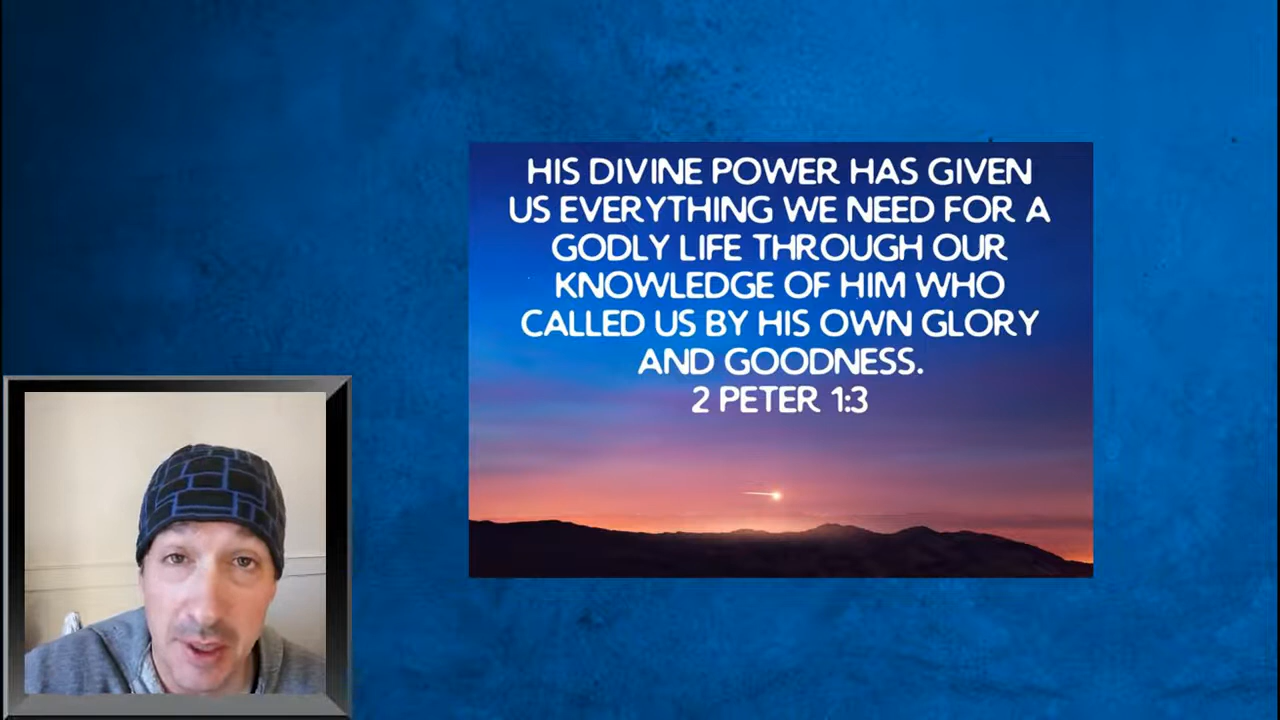 HIS DIVINE POWER HAS GIVEN
US EVERYTHING WE NEED FOR A
GODLY LIFE THROUGH OUR
KNOWLEDGE OF HIM WHO
CALLED US BY HIS OWN GLORY
AND GOODNESS.
2 PETER 1:3